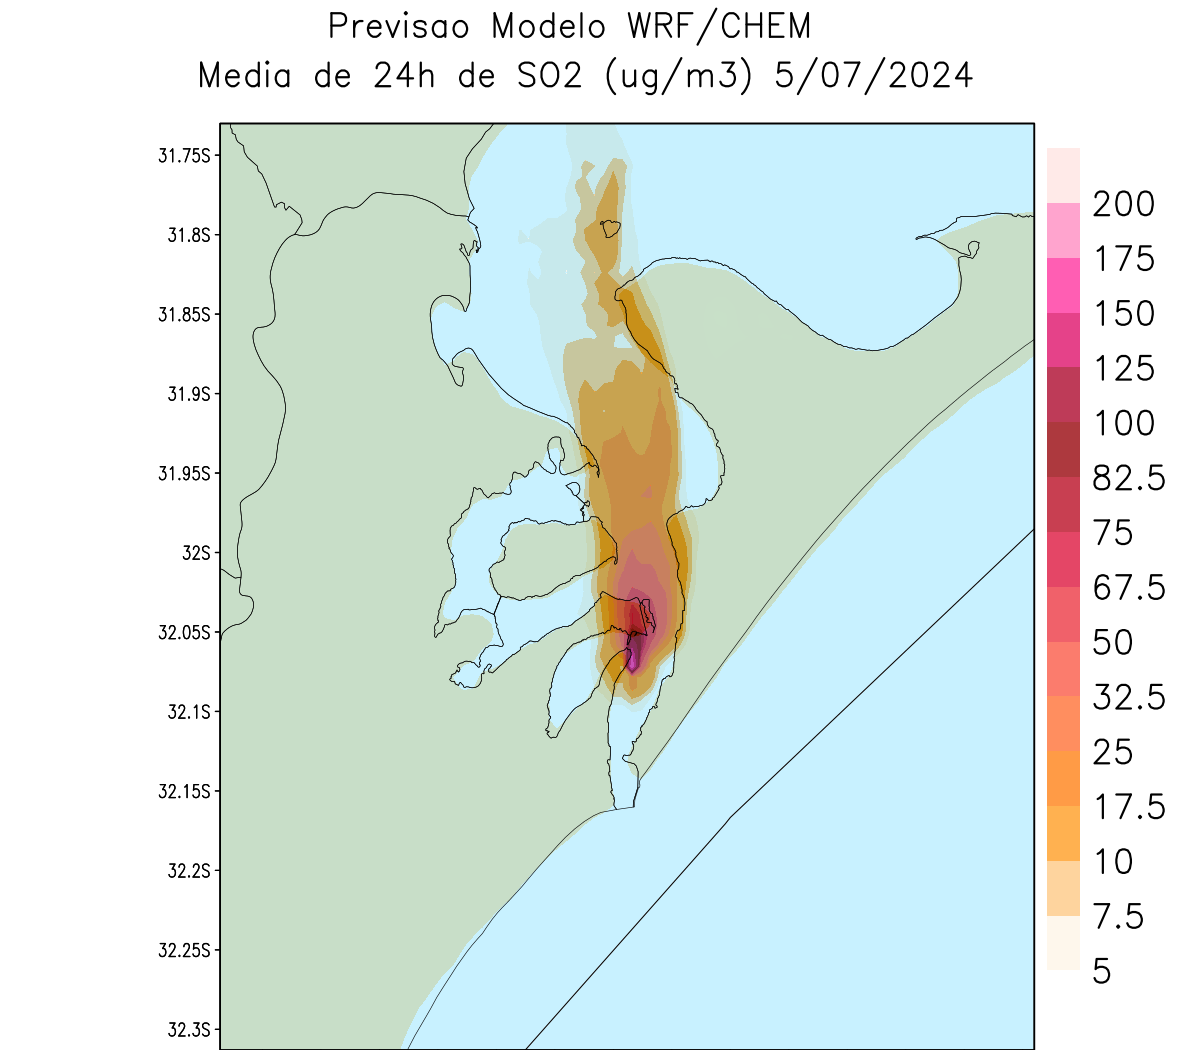 Previsao Modelo WRF/CHEM
Media de 24h de SO2 (ug/m3) 5/07/2024
31.75S
31.8S
31.85S
31.9S
31.95S
32S
32.05S
32.1S
32.15S
32.2S
32.25S
32.3S
200
175
150
125
100
82.5
75
67.5
50
32.5
25
17.5
10
7.5
5